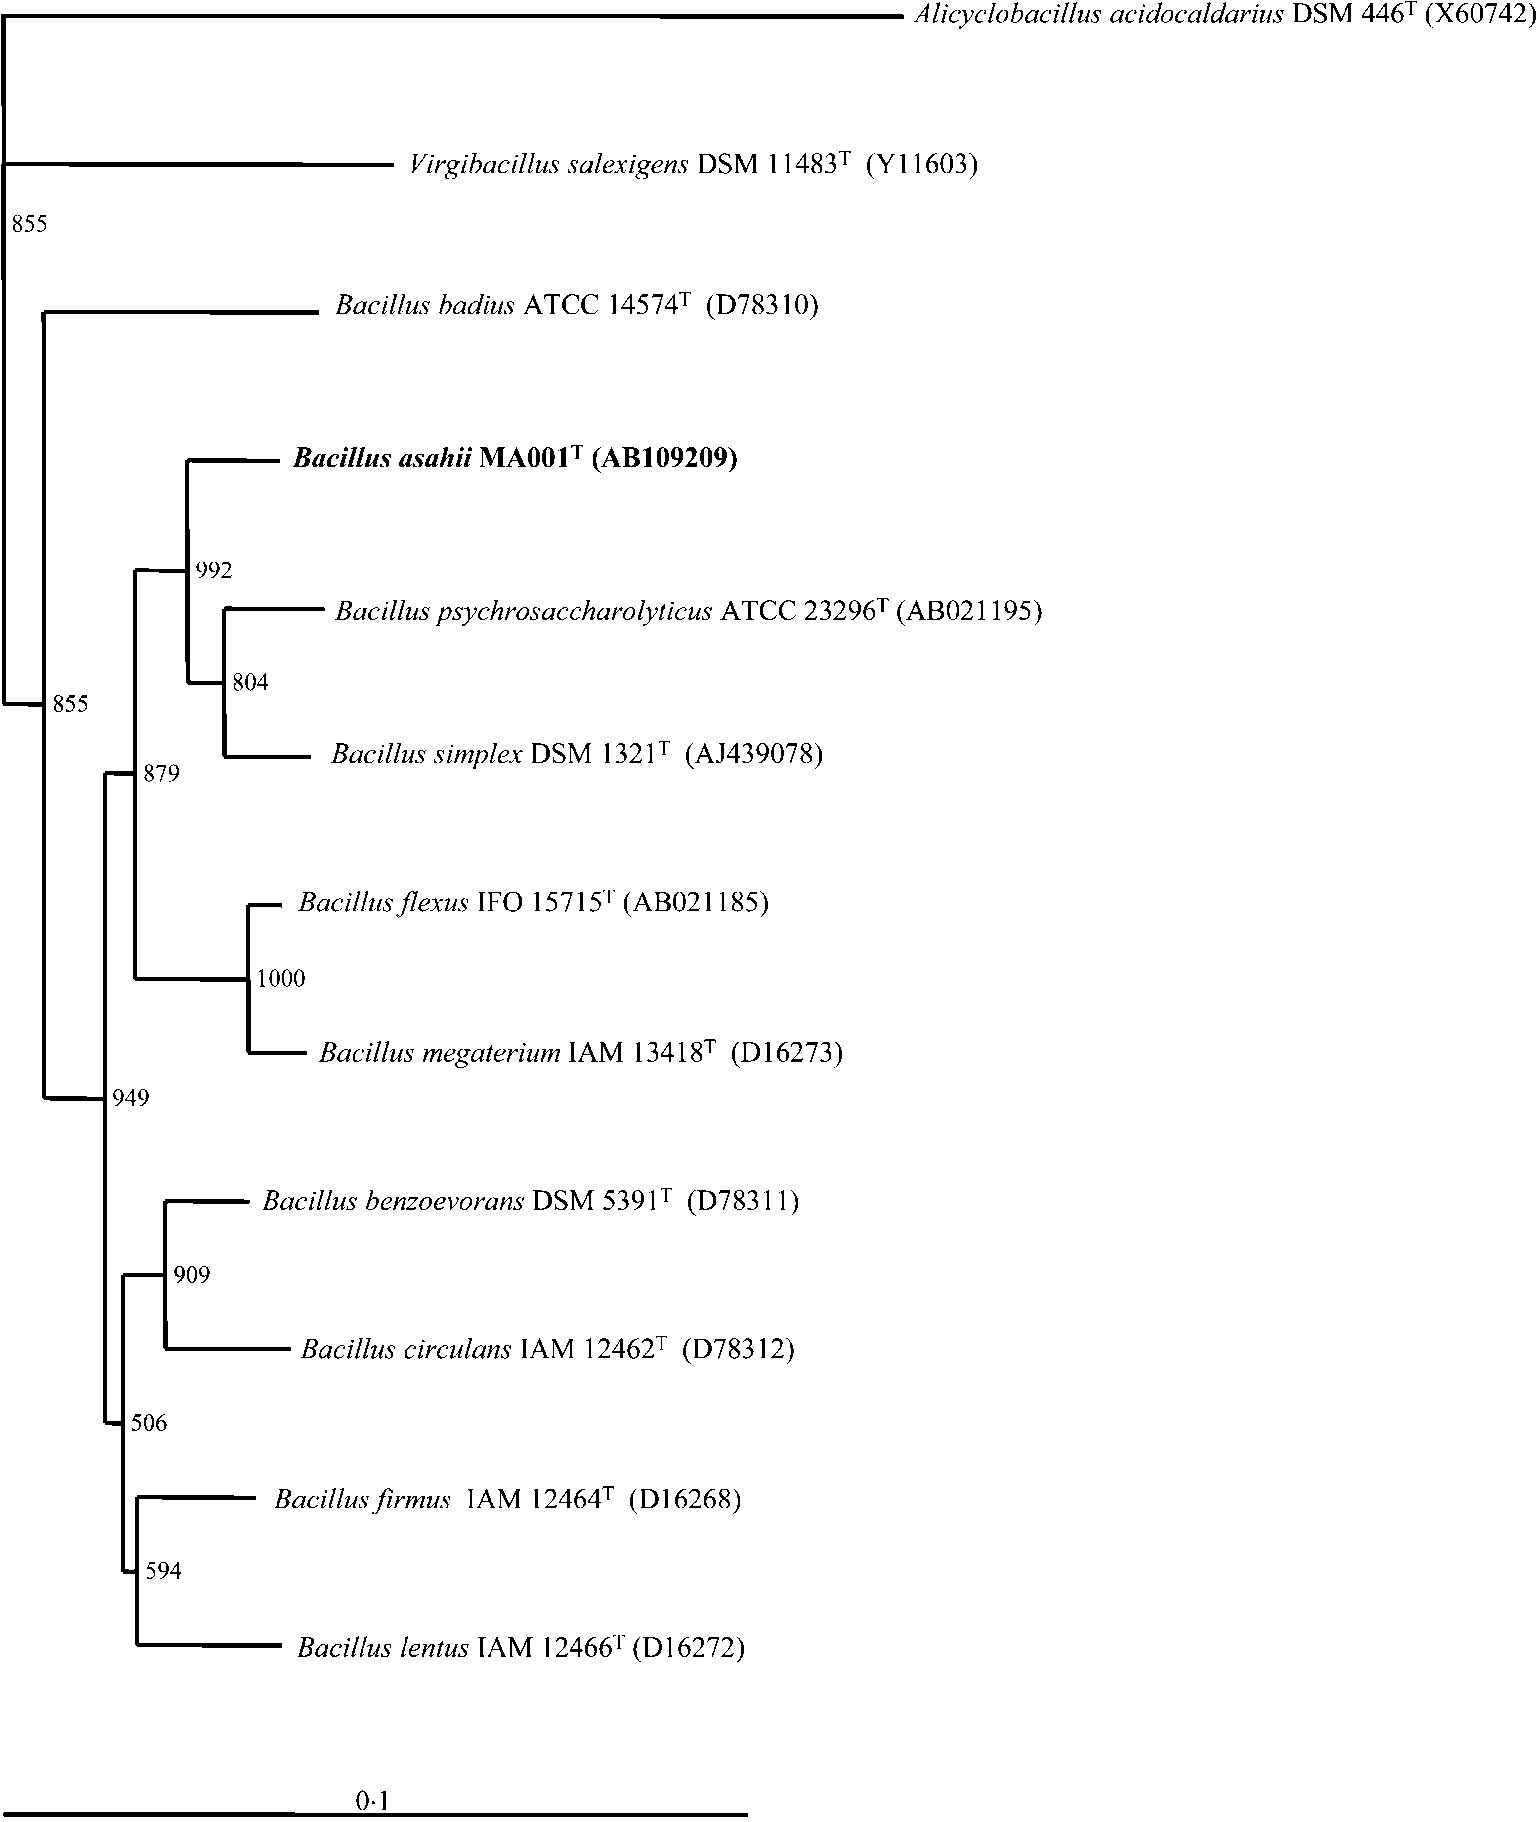 Alicyclobacillus acidocaldarius DSM 446ᵀ (X60742)
Virgibacillus salexigens DSM 11483ᵀ (Y11603)
855
Bacillus badius ATCC 14574ᵀ (D78310)
Bacillus asahii MA001ᵀ (AB109209)
992
Bacillus psychrosaccharolyticus ATCC 23296ᵀ (AB021195)
804
855
Bacillus simplex DSM 1321ᵀ (AJ439078)
879
Bacillus flexus IFO 15715ᵀ (AB021185)
1000
Bacillus megaterium IAM 13418ᵀ (D16273)
949
Bacillus benzoevorans DSM 5391ᵀ (D78311)
909
Bacillus circulans IAM 12462ᵀ (D78312)
506
Bacillus firmus IAM 12464ᵀ (D16268)
594
Bacillus lentus IAM 12466ᵀ (D16272)
0·1